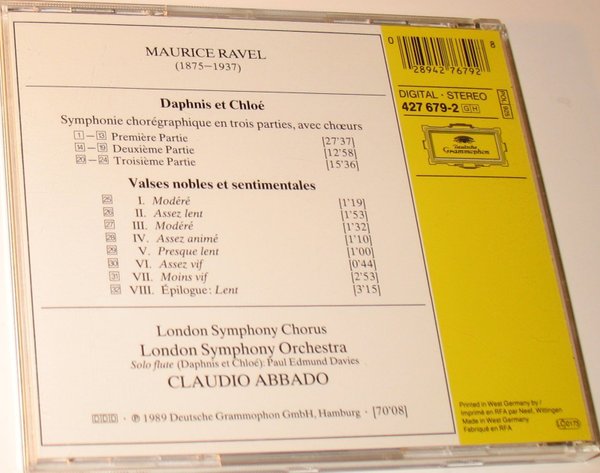 MAURICE RAVEL
(1875–1937)
Daphnis et Chloé
Symphonie chorégraphique en trois parties, avec chœurs
1 – 13 Première Partie [27'37]
14 – 19 Deuxième Partie [12'58]
20 – 24 Troisième Partie [15'36]
Valses nobles et sentimentales
25 I. Modéré [1'19]
26 II. Assez lent [1'53]
27 III. Modéré [1'32]
28 IV. Assez animé [1'10]
29 V. Presque lent [1'00]
30 VI. Assez vif [0'44]
31 VII. Moins vif [2'53]
32 VIII. Épilogue: Lent [3'15]
London Symphony Chorus
London Symphony Orchestra
Solo flute (Daphnis et Chloé): Paul Edmund Davies
CLAUDIO ABBADO
DDD · ℗ 1989 Deutsche Grammophon GmbH, Hamburg · [70'08]
0 28942 76792 8
DIGITAL · STEREO
427 679-2 GH
Deutsche
Grammophon
Printed in West Germany by /
Imprimé en RFA par Neef, Wittingen
Made in West Germany
Fabriqué en RFA
LC 0173